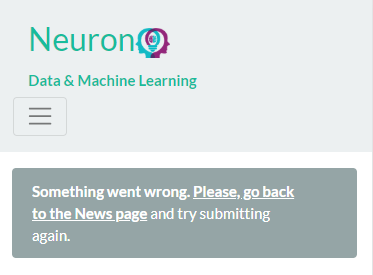 Neuron
Data & Machine Learning
Something went wrong. Please, go back
to the News page and try submitting
again.